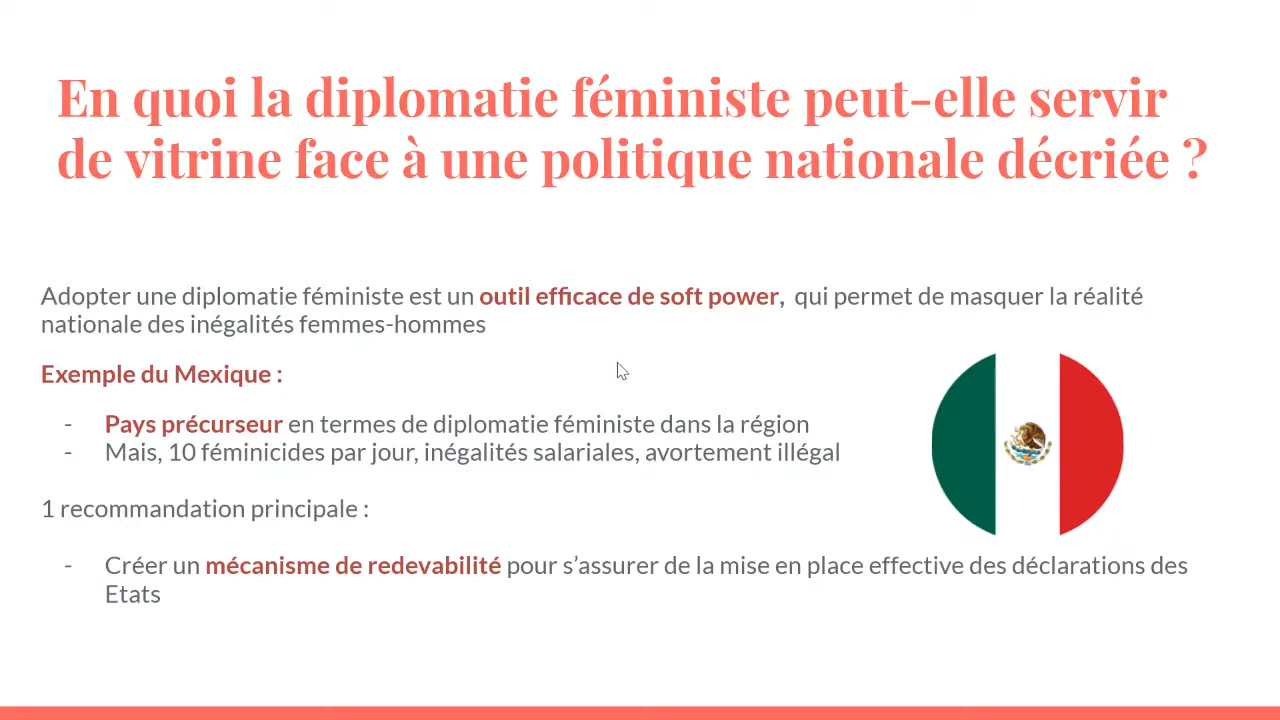 En quoi la diplomatie féministe peut-elle servir
de vitrine face à une politique nationale décriée ?
Adopter une diplomatie féministe est un outil efficace de soft power, qui permet de masquer la réalité
nationale des inégalités femmes-hommes
Exemple du Mexique :
- Pays précurseur en termes de diplomatie féministe dans la région
- Mais, 10 féminicides par jour, inégalités salariales, avortement illégal
1 recommandation principale :
- Créer un mécanisme de redevabilité pour s’assurer de la mise en place effective des déclarations des
Etats